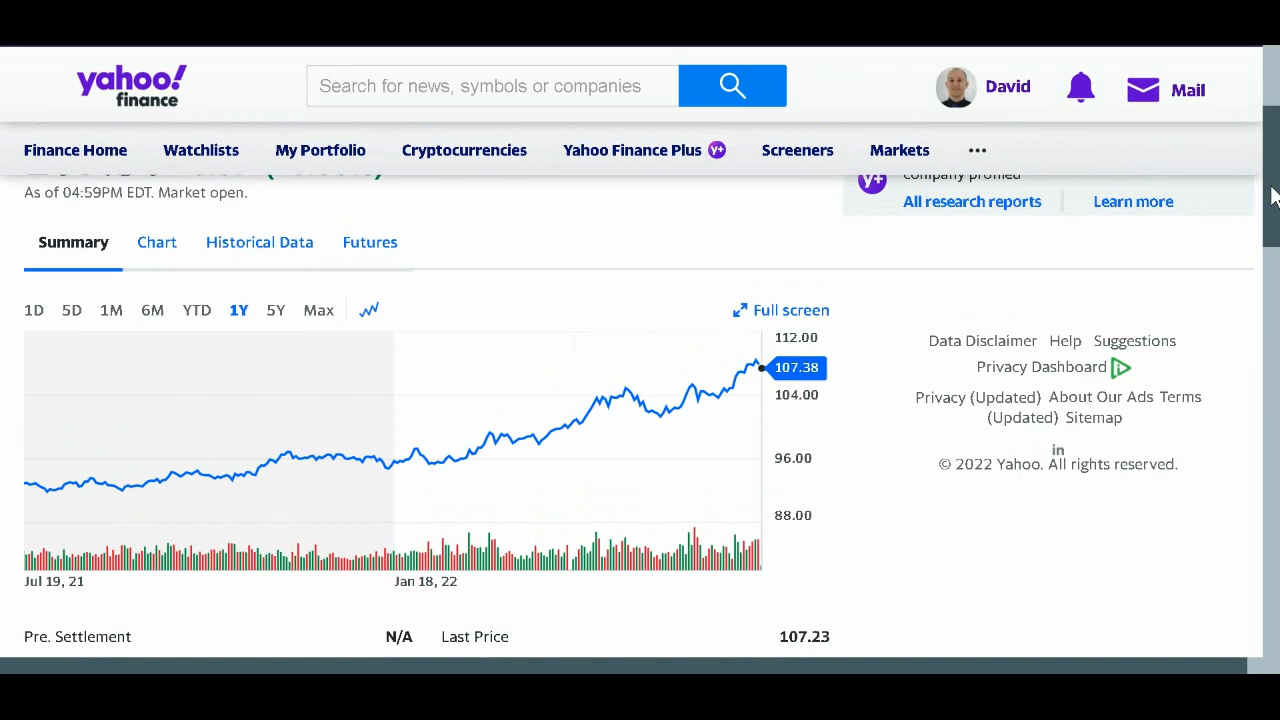 yahoo!
finance
Search for news, symbols or companies
David
Mail
Finance Home Watchlists My Portfolio Cryptocurrencies Yahoo Finance Plus Y+ Screeners Markets •••
As of 04:59PM EDT. Market open.
y+
company profiled
All research reports Learn more
Summary Chart Historical Data Futures
1D 5D 1M 6M YTD 1Y 5Y Max
Full screen
112.00
107.38
104.00
96.00
88.00
Jul 19, 21 Jan 18, 22
Data Disclaimer Help Suggestions
Privacy Dashboard
Privacy (Updated) About Our Ads Terms
(Updated) Sitemap
in
© 2022 Yahoo. All rights reserved.
Pre. Settlement N/A Last Price 107.23